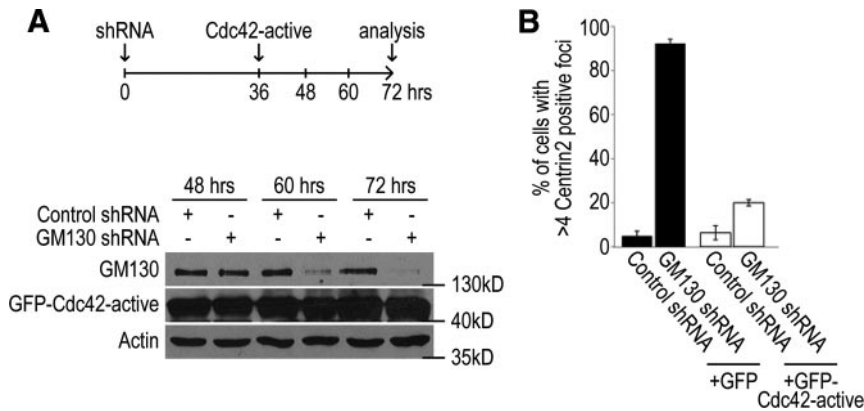 A
shRNA Cdc42-active analysis
0 36 48 60 72 hrs
48 hrs 60 hrs 72 hrs
Control shRNA + - + - + -
GM130 shRNA - + - + - +
GM130
130kD
GFP-Cdc42-active
40kD
Actin
35kD
B
% of cells with
>4 Centrin2 positive foci
100
80
60
40
20
0
Control shRNA
GM130 shRNA
Control shRNA
GM130 shRNA
+GFP
+GFP-
Cdc42-active